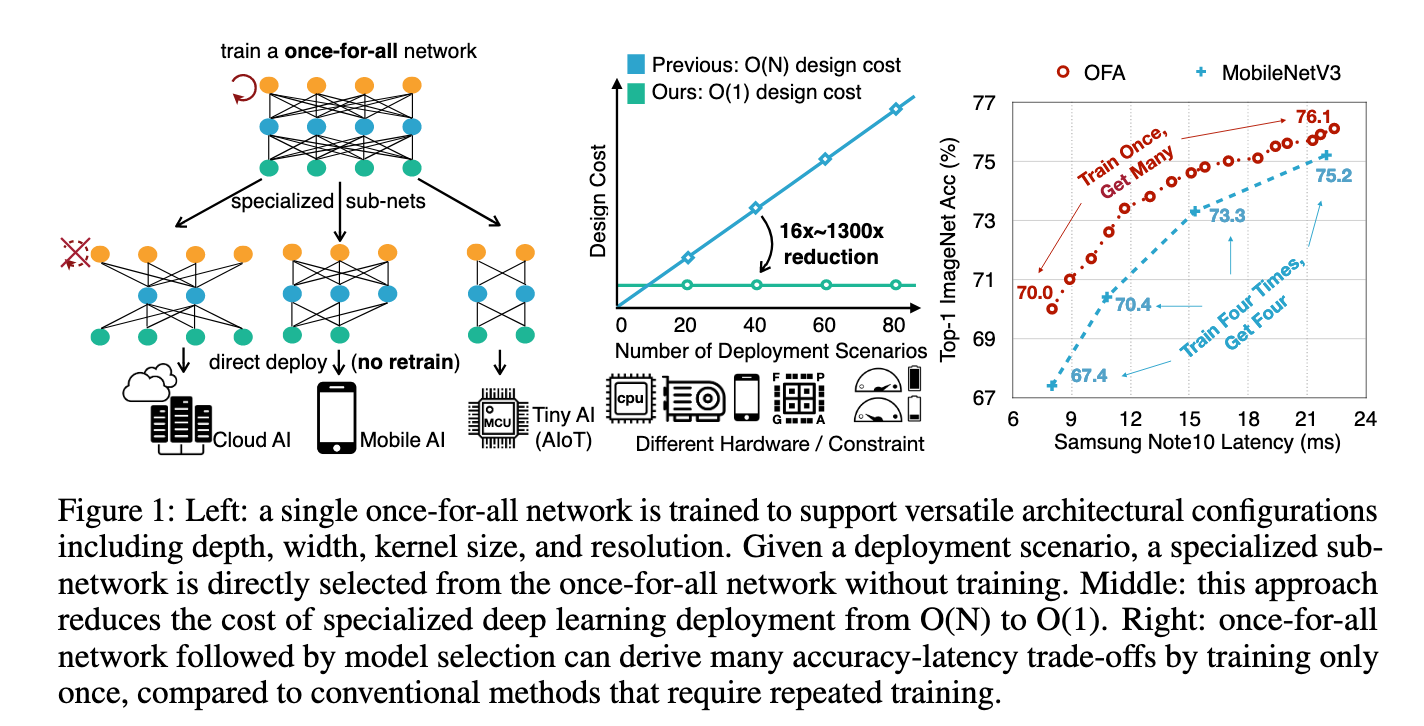 train a once-for-all network
specialized sub-nets
direct deploy (no retrain)
Cloud AI
Mobile AI
MCU
Tiny AI
(AIoT)
Previous: O(N) design cost
Ours: O(1) design cost
Design Cost
16x~1300x
reduction
0 20 40 60 80
Number of Deployment Scenarios
cpu
F P
G A
Different Hardware / Constraint
OFA MobileNetV3
Top-1 ImageNet Acc (%)
77
75
73
71
69
67
Train Once,
Get Many
76.1
70.0
75.2
73.3
70.4
67.4
Train Four Times,
Get Four
6 9 12 15 18 21 24
Samsung Note10 Latency (ms)
Figure 1: Left: a single once-for-all network is trained to support versatile architectural configurations
including depth, width, kernel size, and resolution. Given a deployment scenario, a specialized sub-
network is directly selected from the once-for-all network without training. Middle: this approach
reduces the cost of specialized deep learning deployment from O(N) to O(1). Right: once-for-all
network followed by model selection can derive many accuracy-latency trade-offs by training only
once, compared to conventional methods that require repeated training.